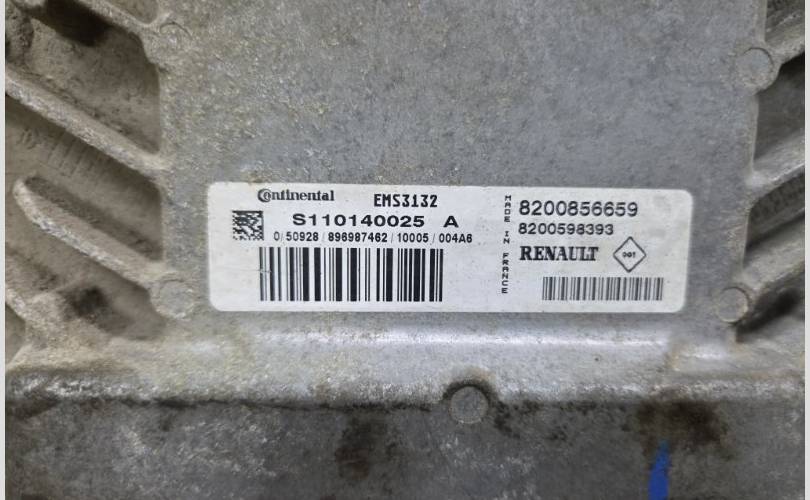 Continental EMS3132
S110140025 A
0/50928/896987462/10005/004A6
MADE IN FRANCE
8200856659
8200598393
RENAULT 001